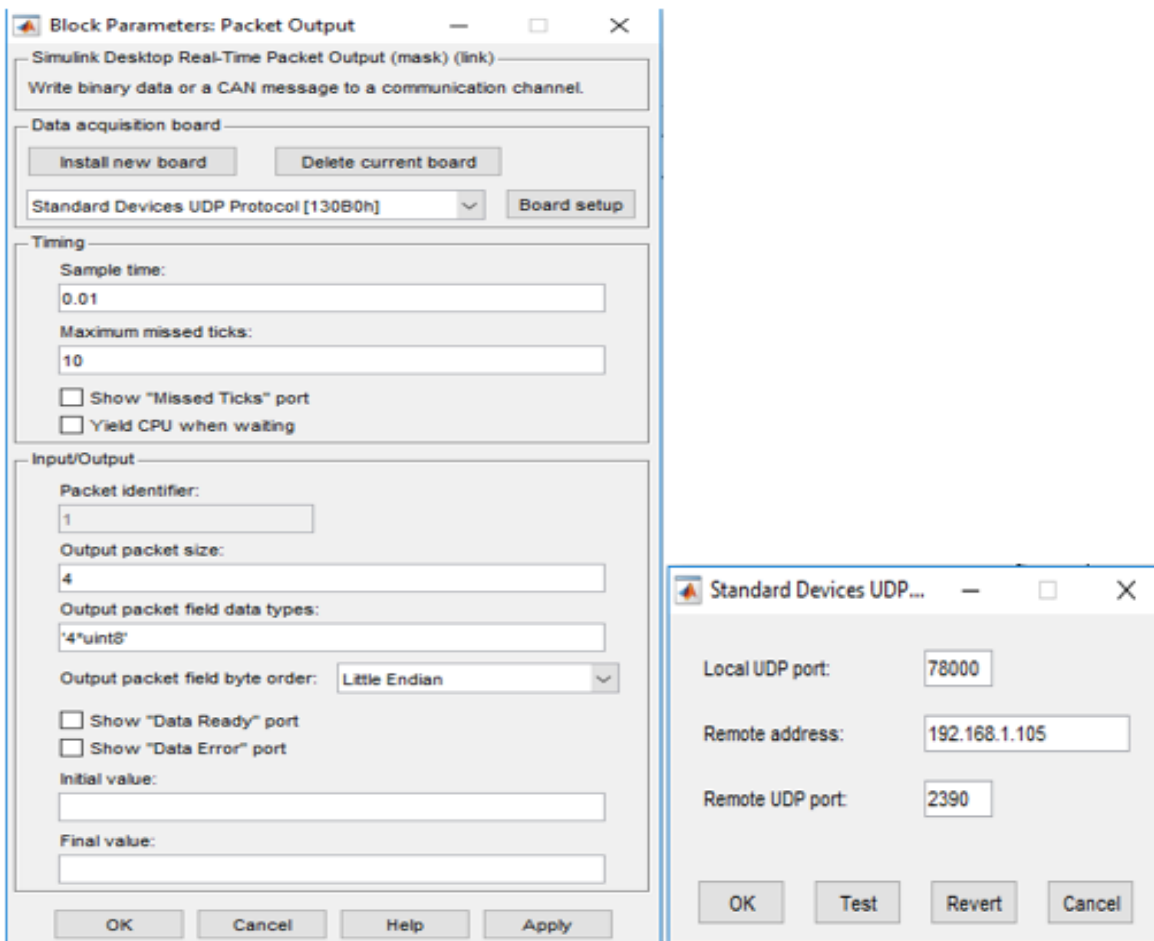 Block Parameters: Packet Output
Simulink Desktop Real-Time Packet Output (mask) (link)
Write binary data or a CAN message to a communication channel.
Data acquisition board
Install new board
Delete current board
Standard Devices UDP Protocol [130B0h]
Board setup
Timing
Sample time:
0.01
Maximum missed ticks:
10
Show "Missed Ticks" port
Yield CPU when waiting
Input/Output
Packet identifier:
1
Output packet size:
4
Output packet field data types:
'4*uint8'
Output packet field byte order: Little Endian
Show "Data Ready" port
Show "Data Error" port
Initial value:
Final value:
OK Cancel Help Apply
Standard Devices UDP...
Local UDP port: 78000
Remote address: 192.168.1.105
Remote UDP port: 2390
OK Test Revert Cancel